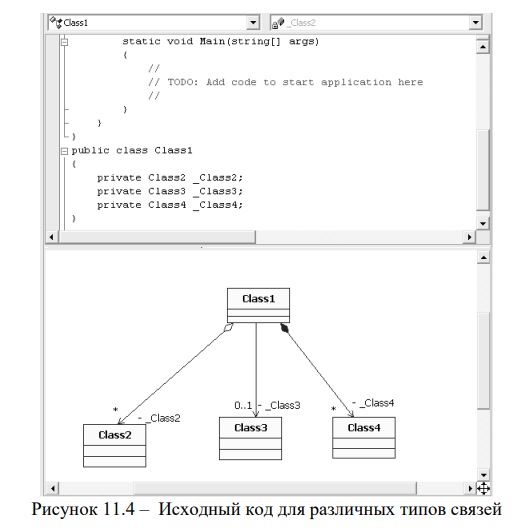 Class1
_Class2
static void Main(string[] args)
{
//
// TODO: Add code to start application here
//
}
}
}
public class Class1
{
private Class2 _Class2;
private Class3 _Class3;
private Class4 _Class4;
}
Class1
* - _Class2
0..1 - _Class3
* - _Class4
Class2
Class3
Class4
Рисунок 11.4 – Исходный код для различных типов связей